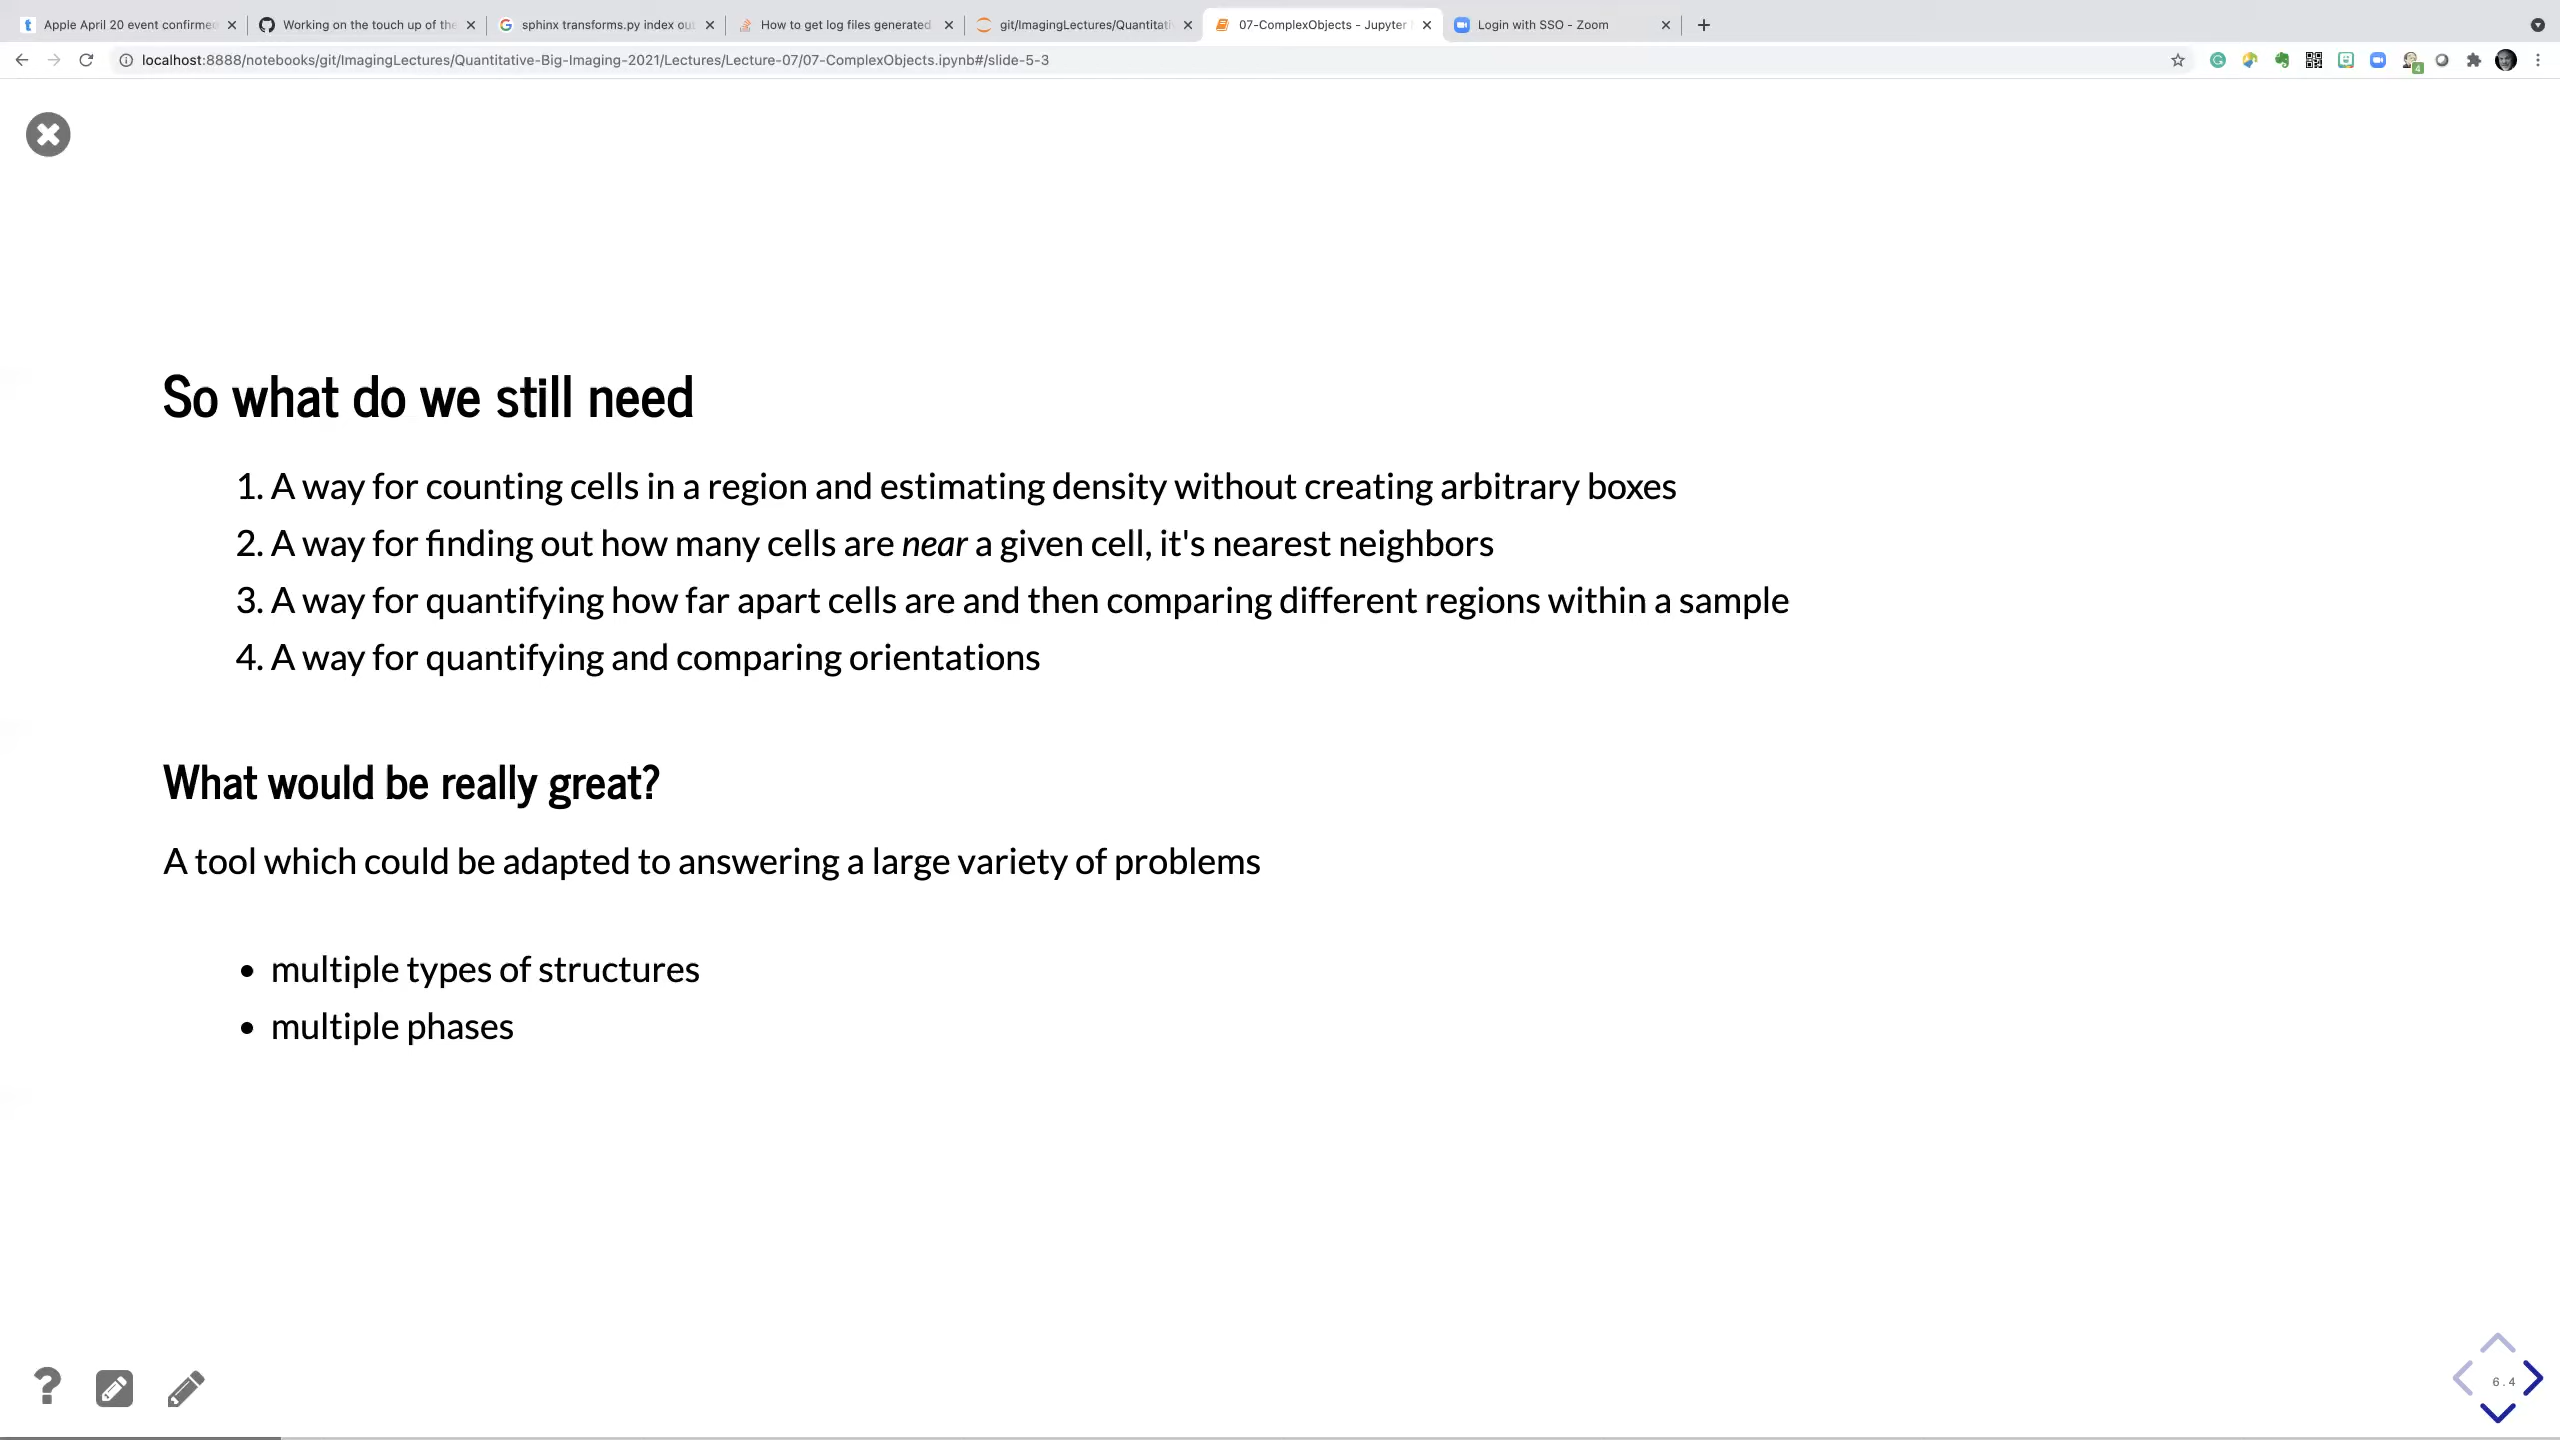 Apple April 20 event confirmed
Working on the touch up of the
sphinx transforms.py index out
How to get log files generated
git/ImagingLectures/Quantitati
07-ComplexObjects - Jupyter
Login with SSO - Zoom
localhost:8888/notebooks/git/ImagingLectures/Quantitative-Big-Imaging-2021/Lectures/Lecture-07/07-ComplexObjects.ipynb#/slide-5-3
4
So what do we still need
1. A way for counting cells in a region and estimating density without creating arbitrary boxes
2. A way for finding out how many cells are near a given cell, it's nearest neighbors
3. A way for quantifying how far apart cells are and then comparing different regions within a sample
4. A way for quantifying and comparing orientations
What would be really great?
A tool which could be adapted to answering a large variety of problems
• multiple types of structures
• multiple phases
6.4